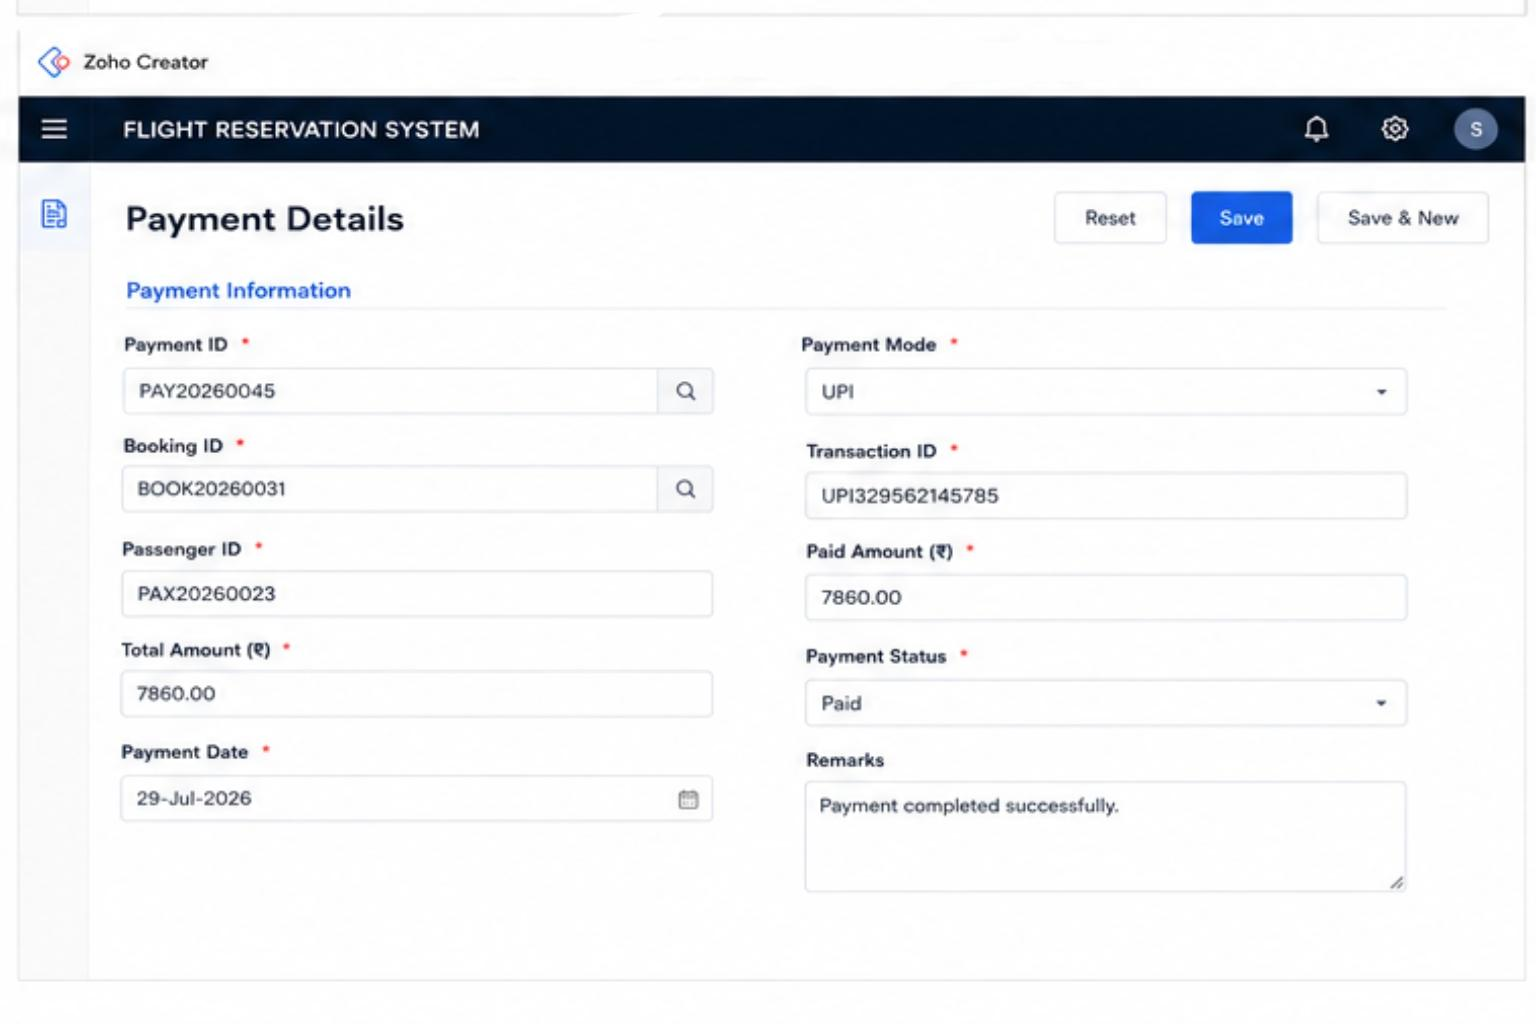 Zoho Creator
FLIGHT RESERVATION SYSTEM
S
Payment Details
Reset
Save
Save & New
Payment Information
Payment ID *
PAY20260045
Booking ID *
BOOK20260031
Passenger ID *
PAX20260023
Total Amount (₹) *
7860.00
Payment Date *
29-Jul-2026
Payment Mode *
UPI
Transaction ID *
UPI329562145785
Paid Amount (₹) *
7860.00
Payment Status *
Paid
Remarks
Payment completed successfully.